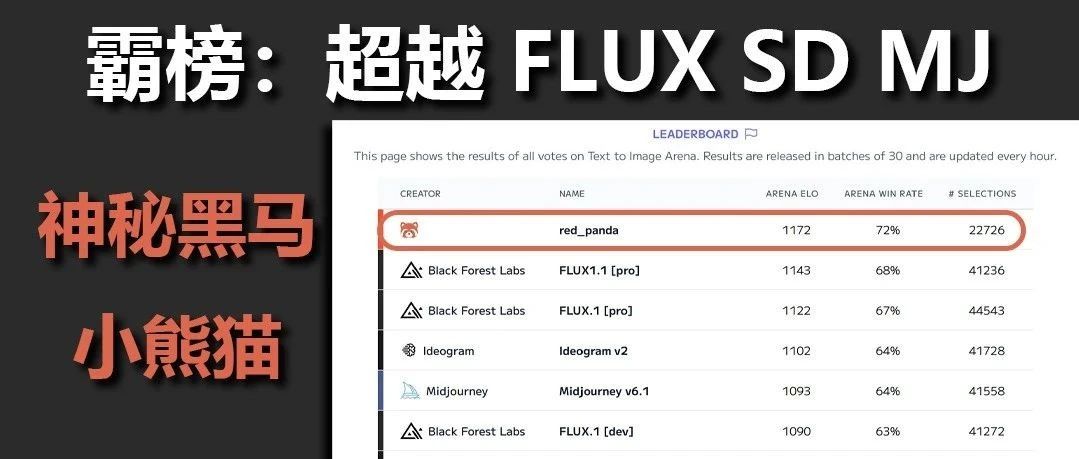 霸榜：超越 FLUX SD MJ
神秘黑马
小熊猫
LEADERBOARD
This page shows the results of all votes on Text to Image Arena. Results are released in batches of 30 and are updated every hour.
CREATOR NAME ARENA ELO ARENA WIN RATE # SELECTIONS
red_panda 1172 72% 22726
Black Forest Labs FLUX1.1 [pro] 1143 68% 41236
Black Forest Labs FLUX.1 [pro] 1122 67% 44543
Ideogram Ideogram v2 1102 64% 41728
Midjourney Midjourney v6.1 1093 64% 41558
Black Forest Labs FLUX.1 [dev] 1090 63% 41272